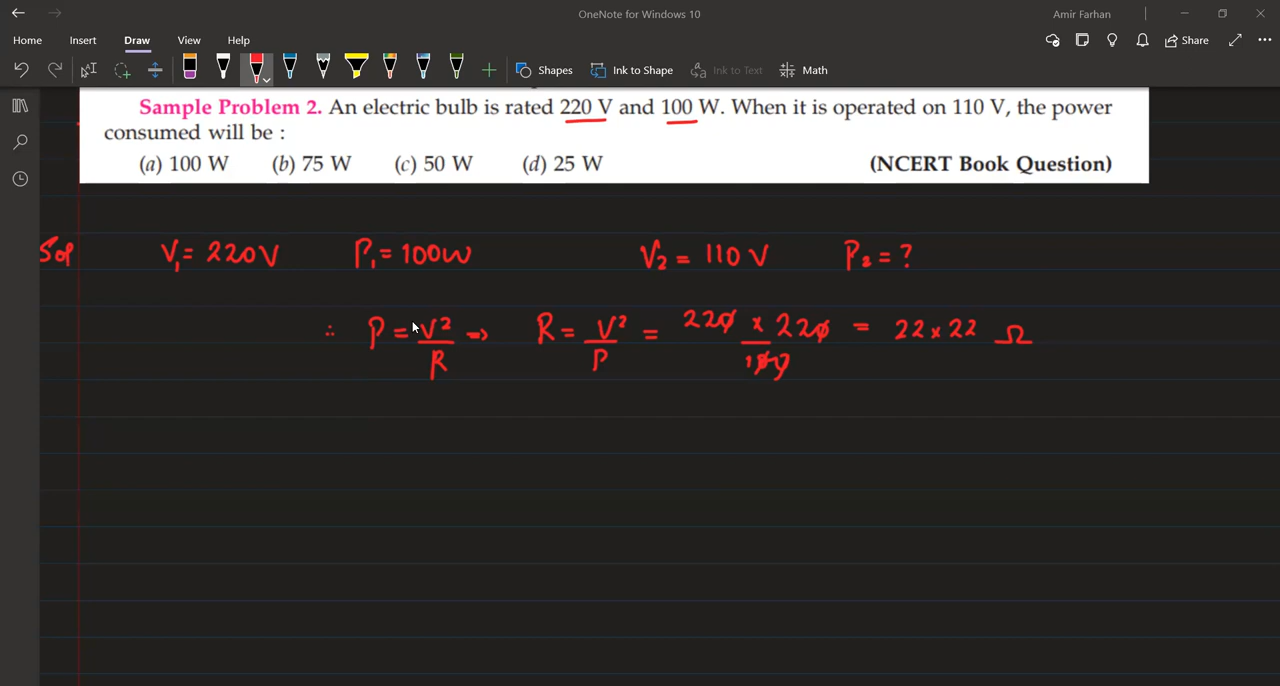 OneNote for Windows 10
Amir Farhan
Home Insert Draw View Help
Share
Shapes Ink to Shape Ink to Text Math
Sample Problem 2. An electric bulb is rated 220 V and 100 W. When it is operated on 110 V, the power
consumed will be :
(a) 100 W (b) 75 W (c) 50 W (d) 25 W (NCERT Book Question)
Sol V₁ = 220V P₁ = 100W V₂ = 110 V P₂ = ?
∴ P = V²/R ⇒ R = V²/P = 220 × 220/100 = 22 × 22 Ω